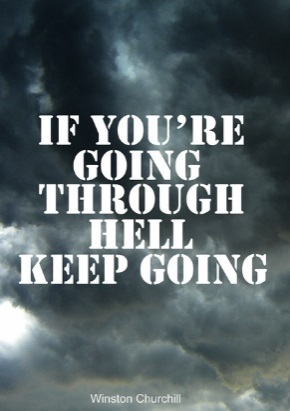 IF YOU'RE
GOING
THROUGH
HELL
KEEP GOING
Winston Churchill